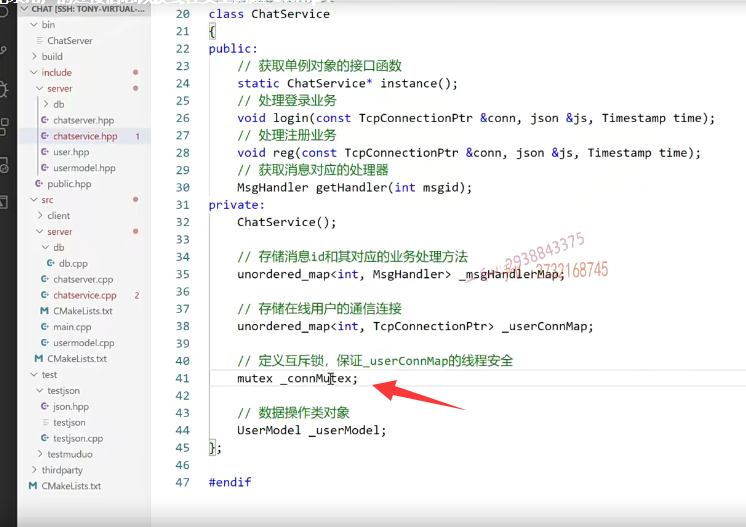 CHAT [SSH: TONY-VIRTUAL-...
bin
ChatServer
build
include
server
db
chatserver.hpp
chatservice.hpp 1
user.hpp
usermodel.hpp
public.hpp
src
client
server
db
db.cpp
chatserver.cpp
chatservice.cpp 2
CMakeLists.txt
main.cpp
usermodel.cpp
CMakeLists.txt
test
testjson
json.hpp
testjson
testjson.cpp
testmuduo
thirdparty
CMakeLists.txt
20 class ChatService
21 {
22 public:
23 // 获取单例对象的接口函数
24 static ChatService* instance();
25 // 处理登录业务
26 void login(const TcpConnectionPtr &conn, json &js, Timestamp time);
27 // 处理注册业务
28 void reg(const TcpConnectionPtr &conn, json &js, Timestamp time);
29 // 获取消息对应的处理器
30 MsgHandler getHandler(int msgid);
31 private:
32 ChatService();
33
34 // 存储消息id和其对应的业务处理方法
35 unordered_map<int, MsgHandler> _msgHandlerMap;
36
37 // 存储在线用户的通信连接
38 unordered_map<int, TcpConnectionPtr> _userConnMap;
39
40 // 定义互斥锁，保证_userConnMap的线程安全
41 mutex _connMutex;
42
43 // 数据操作类对象
44 UserModel _userModel;
45 };
46
47 #endif
2938843375
2732168745